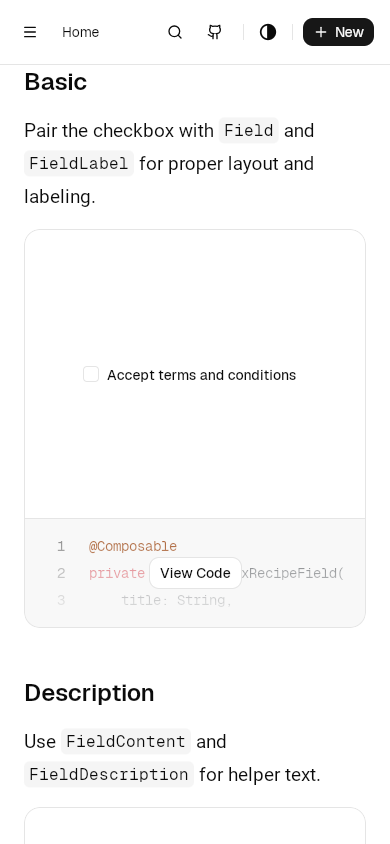 Home
New
Basic
Pair the checkbox with Field and
FieldLabel for proper layout and
labeling.
Accept terms and conditions
1 @Composable
2 private xRecipeField(
View Code
3 title: String,
Description
Use FieldContent and
FieldDescription for helper text.